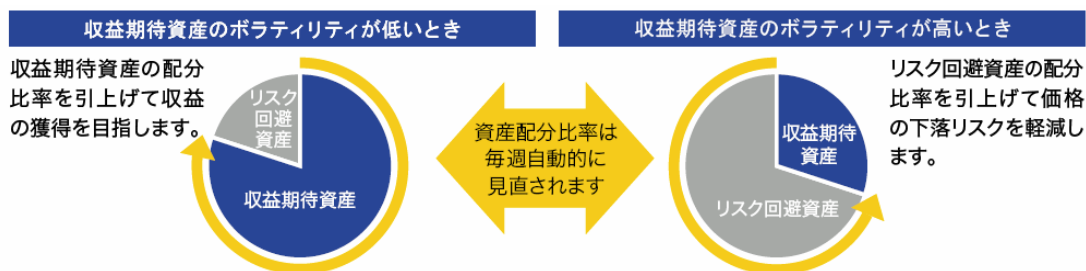 収益期待資産のボラティリティが低いとき
収益期待資産の配分
比率を引上げて収益
の獲得を目指します。
リスク
回避
資産
収益期待資産
資産配分比率は
毎週自動的に
見直されます
収益期待資産のボラティリティが高いとき
収益期待
資産
リスク回避資産
リスク回避資産の配分
比率を引上げて価格
の下落リスクを軽減し
ます。